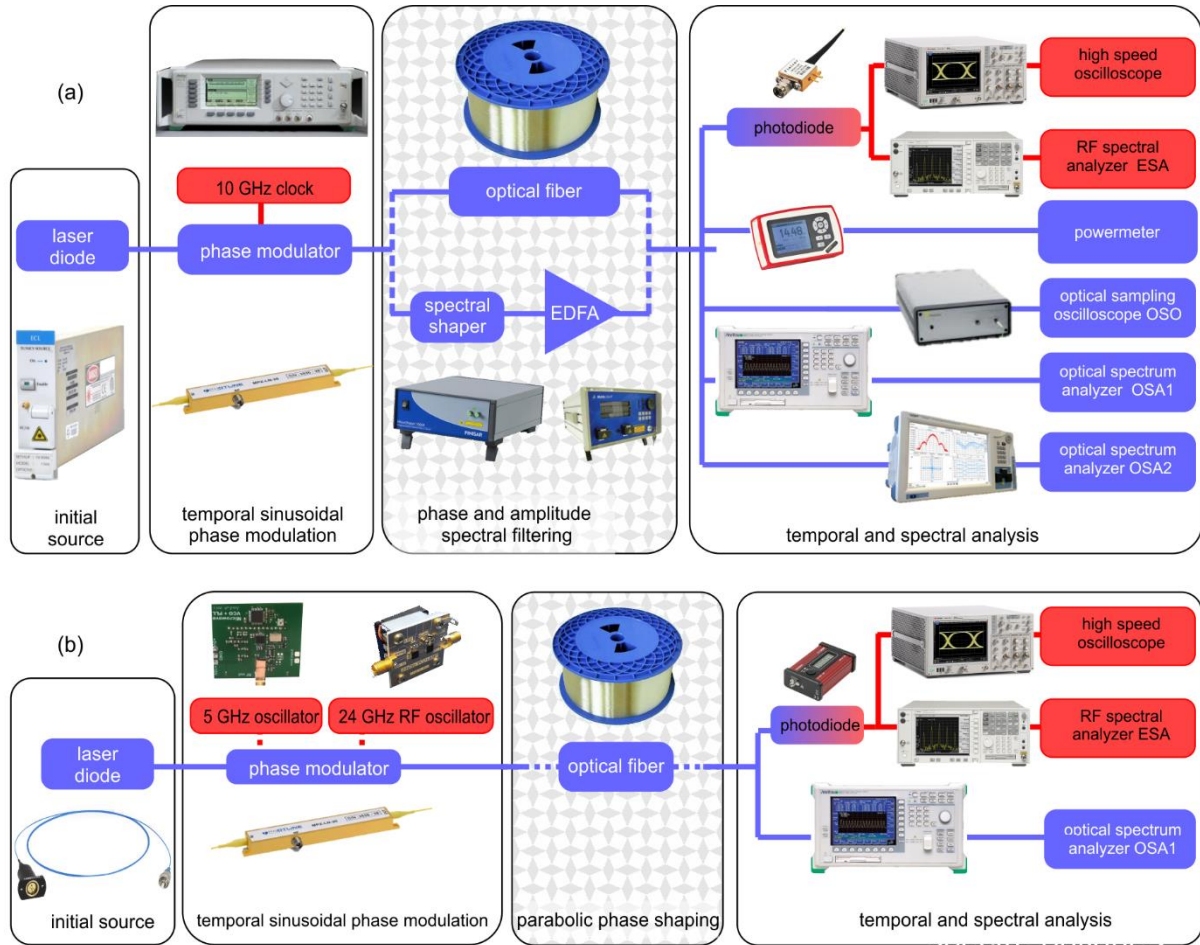 (a)
laser
diode
initial
source
10 GHz clock
phase modulator
temporal sinusoidal
phase modulation
optical fiber
spectral
shaper
EDFA
phase and amplitude
spectral filtering
photodiode
high speed
oscilloscope
RF spectral
analyzer ESA
powermeter
optical sampling
oscilloscope OSO
optical spectrum
analyzer OSA1
optical spectrum
analyzer OSA2
temporal and spectral analysis
(b)
laser
diode
initial source
5 GHz oscillator
24 GHz RF oscillator
phase modulator
temporal sinusoidal phase modulation
optical fiber
parabolic phase shaping
photodiode
high speed
oscilloscope
RF spectral
analyzer ESA
optical spectrum
analyzer OSA1
temporal and spectral analysis